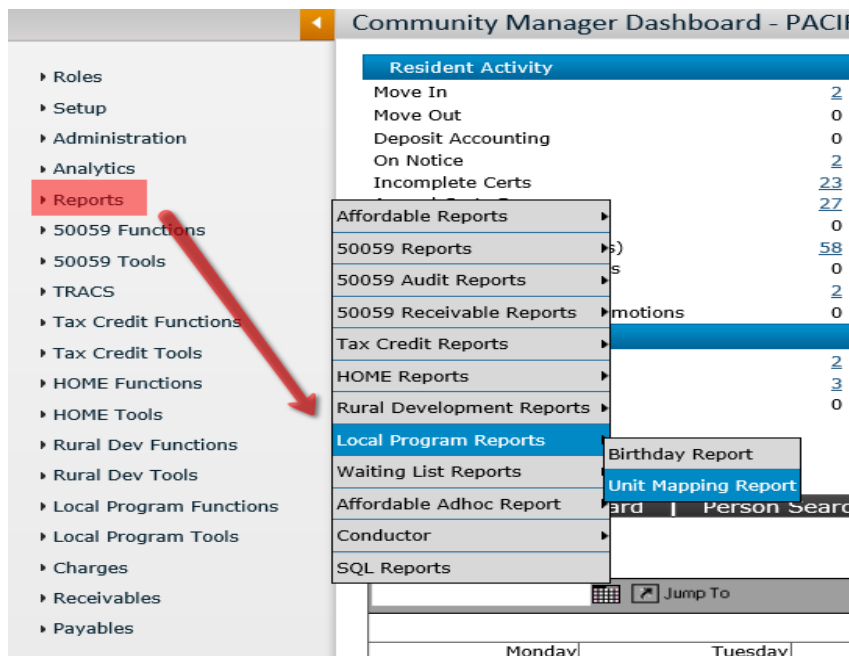 Community Manager Dashboard - PACI
Roles
Setup
Administration
Analytics
Reports
50059 Functions
50059 Tools
TRACS
Tax Credit Functions
Tax Credit Tools
HOME Functions
HOME Tools
Rural Dev Functions
Rural Dev Tools
Local Program Functions
Local Program Tools
Charges
Receivables
Payables
Resident Activity
Move In 2
Move Out 0
Deposit Accounting 0
On Notice 2
Incomplete Certs 23
27
0
s) 58
s 0
2
motions 0
2
3
0
Affordable Reports
50059 Reports
50059 Audit Reports
50059 Receivable Reports
Tax Credit Reports
HOME Reports
Rural Development Reports
Local Program Reports
Waiting List Reports
Affordable Adhoc Report
Conductor
SQL Reports
Birthday Report
Unit Mapping Report
ard | Person Searc
Jump To
Monday Tuesday